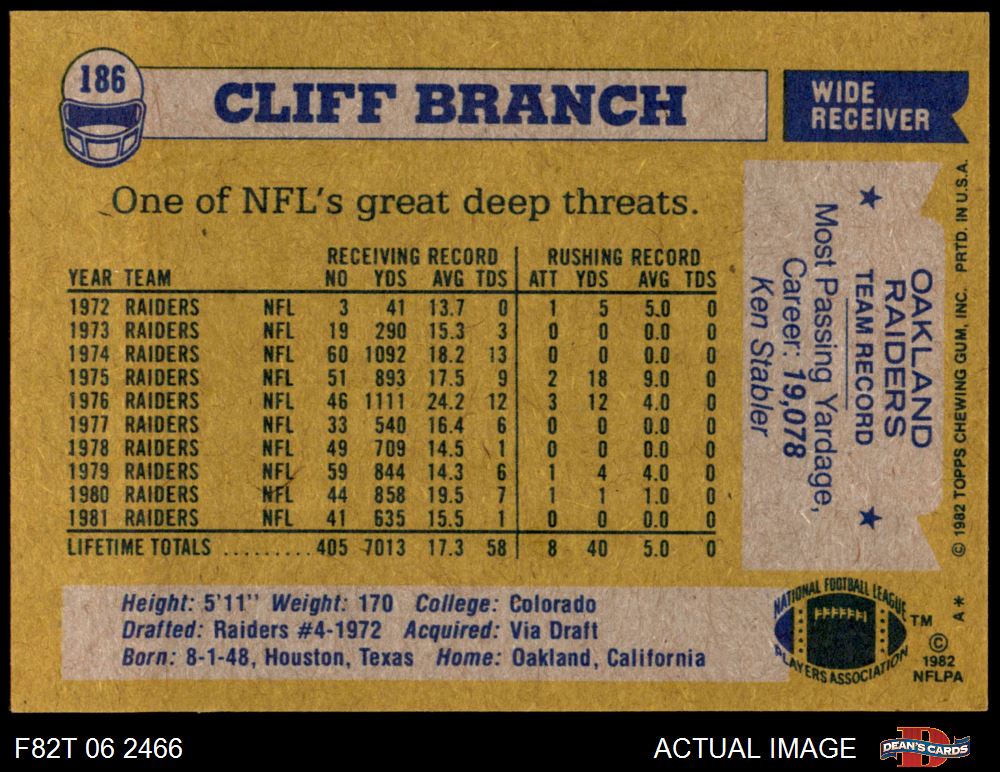 186
CLIFF BRANCH
WIDE
RECEIVER
One of NFL's great deep threats.
RECEIVING RECORD RUSHING RECORD
YEAR TEAM NO YDS AVG TDS ATT YDS AVG TDS
1972 RAIDERS NFL 3 41 13.7 0 1 5 5.0 0
1973 RAIDERS NFL 19 290 15.3 3 0 0 0.0 0
1974 RAIDERS NFL 60 1092 18.2 13 0 0 0.0 0
1975 RAIDERS NFL 51 893 17.5 9 2 18 9.0 0
1976 RAIDERS NFL 46 1111 24.2 12 3 12 4.0 0
1977 RAIDERS NFL 33 540 16.4 6 0 0 0.0 0
1978 RAIDERS NFL 49 709 14.5 1 0 0 0.0 0
1979 RAIDERS NFL 59 844 14.3 6 1 4 4.0 0
1980 RAIDERS NFL 44 858 19.5 7 1 1 1.0 0
1981 RAIDERS NFL 41 635 15.5 1 0 0 0.0 0
LIFETIME TOTALS ......... 405 7013 17.3 58 8 40 5.0 0
OAKLAND
RAIDERS
TEAM RECORD
Most Passing Yardage,
Career: 19,078
Ken Stabler
© 1982 TOPPS CHEWING GUM, INC. PRTD. IN U.S.A.
Height: 5'11" Weight: 170 College: Colorado
Drafted: Raiders #4-1972 Acquired: Via Draft
Born: 8-1-48, Houston, Texas Home: Oakland, California
NATIONAL FOOTBALL LEAGUE
PLAYERS ASSOCIATION
TM
©
1982
NFLPA
A*
F82T 06 2466
ACTUAL IMAGE
DEAN'S CARDS